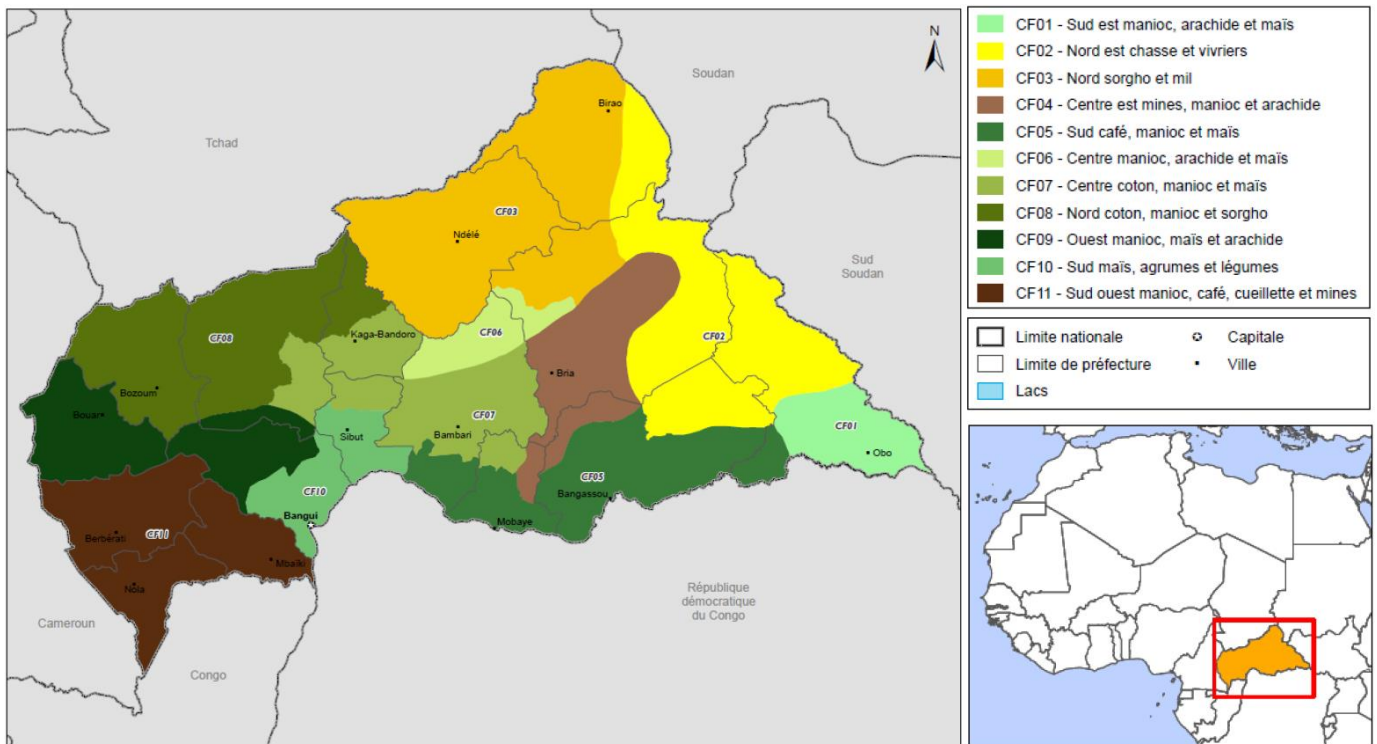 N
Soudan
Tchad
Birao
CF03
Ndélé
Sud
Soudan
Kaga-Bandoro
CF06
CF08
CF02
Bria
Bozoum
Bouar
CF07
Sibut
Bambari
CF01
Obo
CF10
CF05
Bangassou
Bangui
Mobaye
Berbérati
CF11
Mbaïki
Nola
République
démocratique
du Congo
Cameroun
Congo
CF01 - Sud est manioc, arachide et maïs
CF02 - Nord est chasse et vivriers
CF03 - Nord sorgho et mil
CF04 - Centre est mines, manioc et arachide
CF05 - Sud café, manioc et maïs
CF06 - Centre manioc, arachide et maïs
CF07 - Centre coton, manioc et maïs
CF08 - Nord coton, manioc et sorgho
CF09 - Ouest manioc, maïs et arachide
CF10 - Sud maïs, agrumes et légumes
CF11 - Sud ouest manioc, café, cueillette et mines
Limite nationale
Capitale
Limite de préfecture
Ville
Lacs